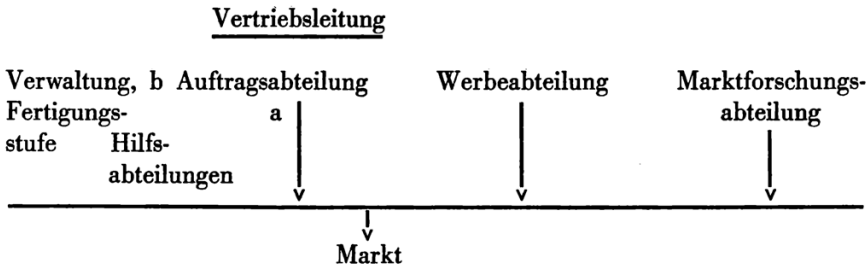 Vertriebsleitung
Verwaltung, b Auftragsabteilung Werbeabteilung Marktforschungs-
Fertigungs- a abteilung
stufe Hilfs-
abteilungen
Markt